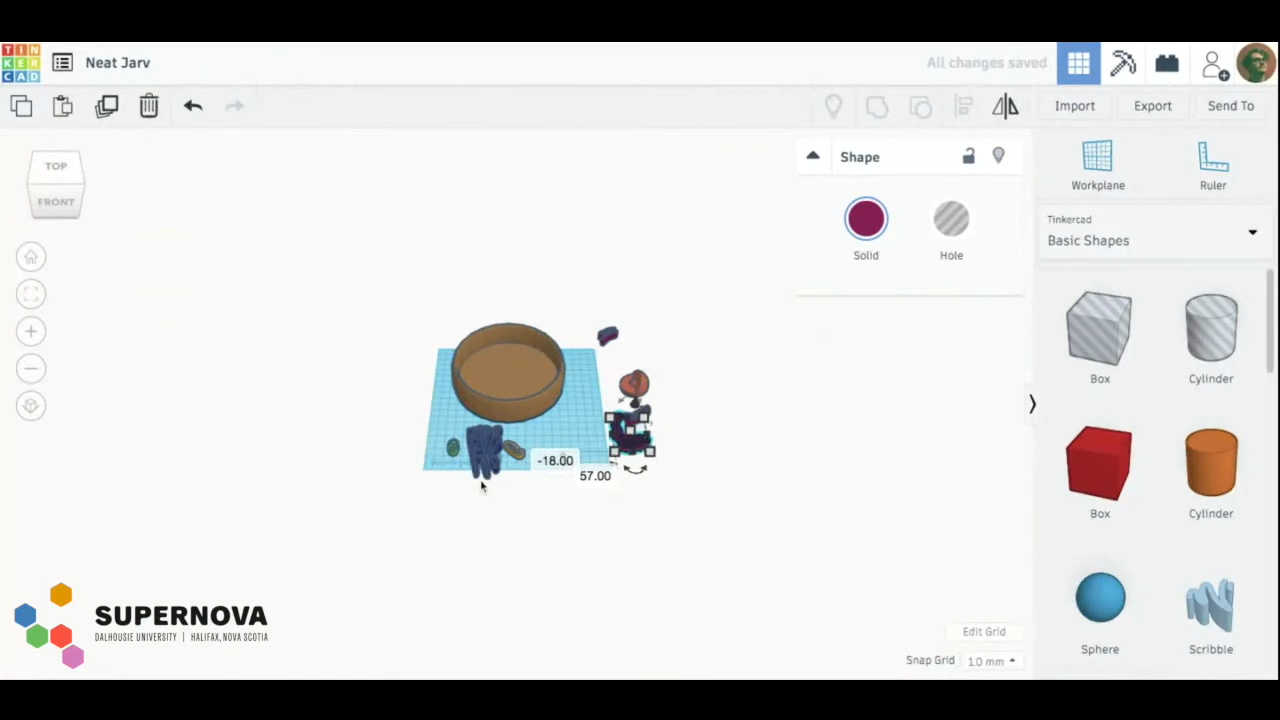 TIN
KER
CAD
Neat Jarv
All changes saved
Import
Export
Send To
TOP
FRONT
Shape
Solid
Hole
Workplane
Ruler
Tinkercad
Basic Shapes
Box
Cylinder
Box
Cylinder
Sphere
Scribble
-18.00
57.00
Edit Grid
Snap Grid
1.0 mm
SUPERNOVA
DALHOUSIE UNIVERSITY | HALIFAX, NOVA SCOTIA